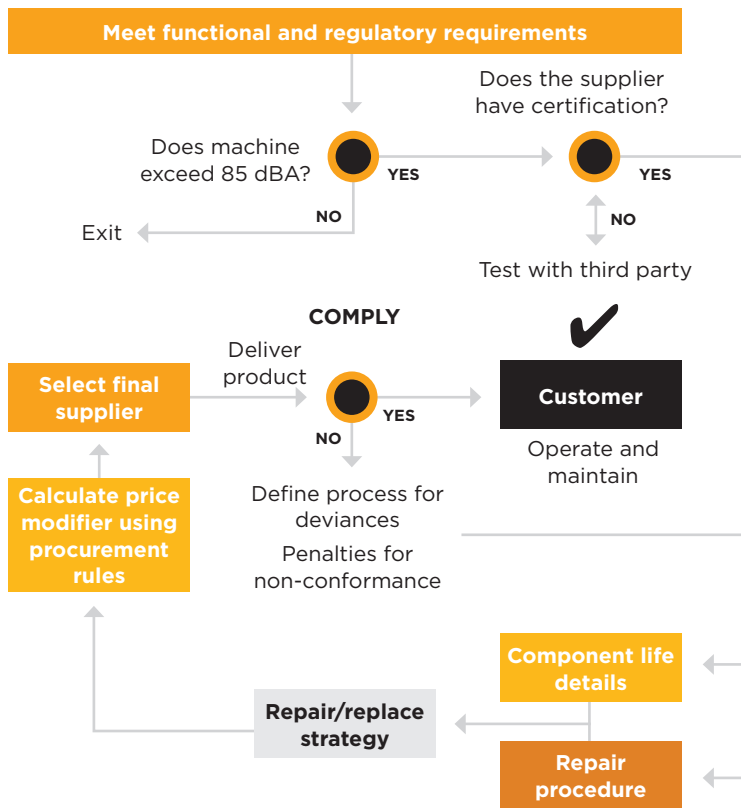 Meet functional and regulatory requirements
Does the supplier
have certification?
Does machine
exceed 85 dBA?
YES
YES
NO
NO
Exit
Test with third party
COMPLY
Deliver
product
Select final
supplier
Customer
YES
NO
Operate and
maintain
Calculate price
modifier using
procurement
rules
Define process for
deviances
Penalties for
non-conformance
Component life
details
Repair/replace
strategy
Repair
procedure